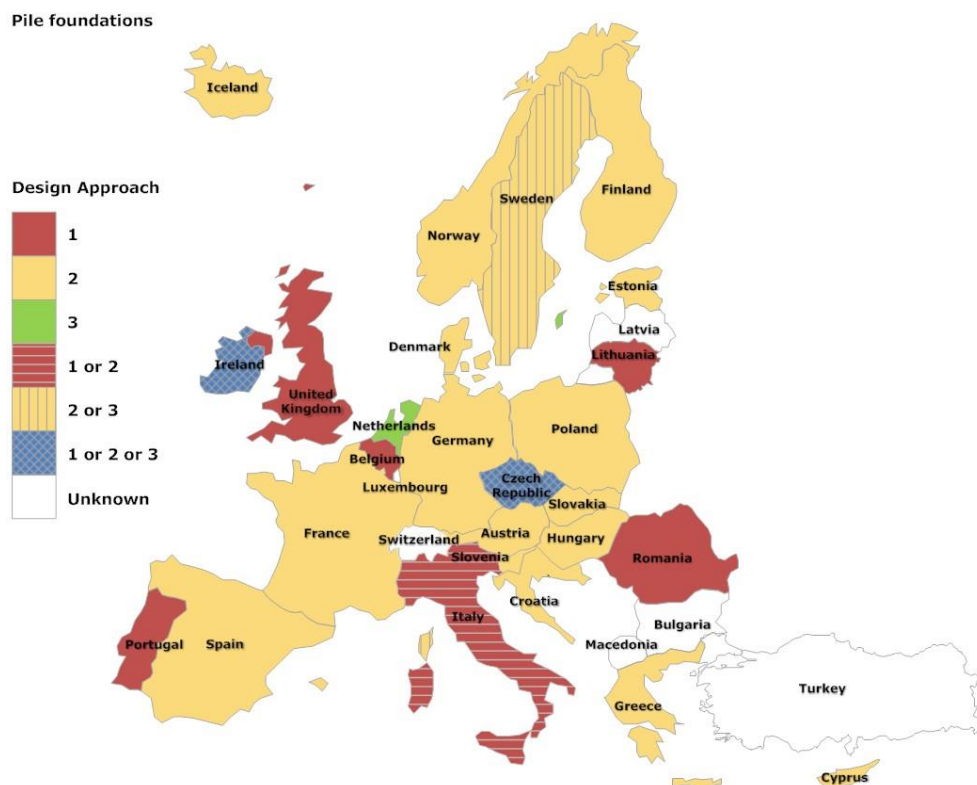 Pile foundations
Iceland
Design Approach
1
2
3
1 or 2
2 or 3
1 or 2 or 3
Unknown
Sweden
Finland
Norway
Estonia
Latvia
Denmark
Lithuania
Ireland
United
Kingdom
Netherlands
Belgium
Germany
Poland
Luxembourg
Czech
Republic
Slovakia
France
Switzerland
Austria
Hungary
Slovenia
Romania
Croatia
Italy
Portugal
Spain
Bulgaria
Macedonia
Turkey
Greece
Cyprus